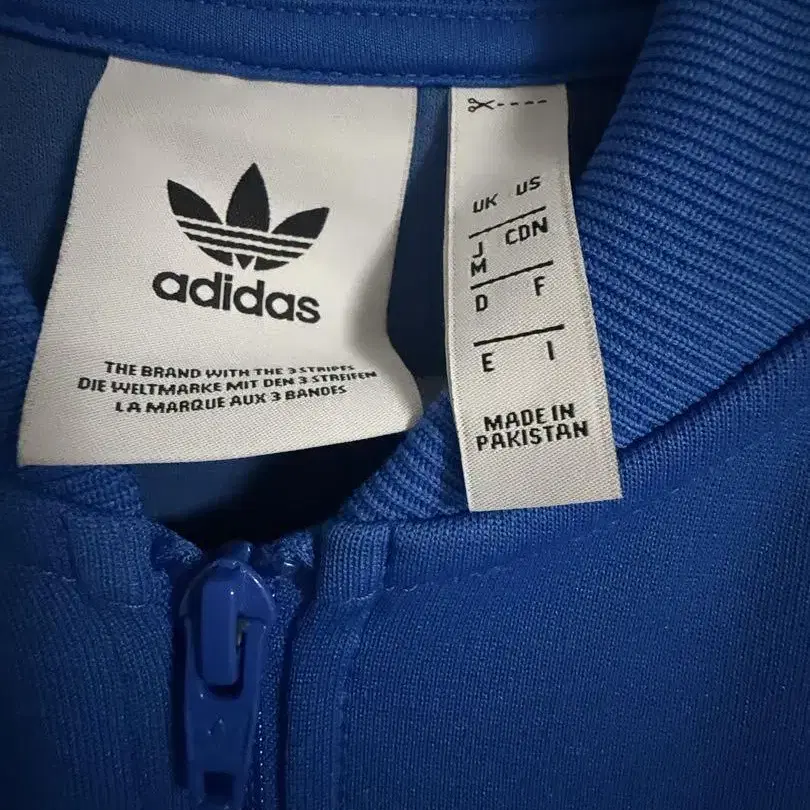 adidas
THE BRAND WITH THE 3 STRIPES
DIE WELTMARKE MIT DEN 3 STREIFEN
LA MARQUE AUX 3 BANDES
UK US
J CDN
M
D F
E I
MADE IN
PAKISTAN